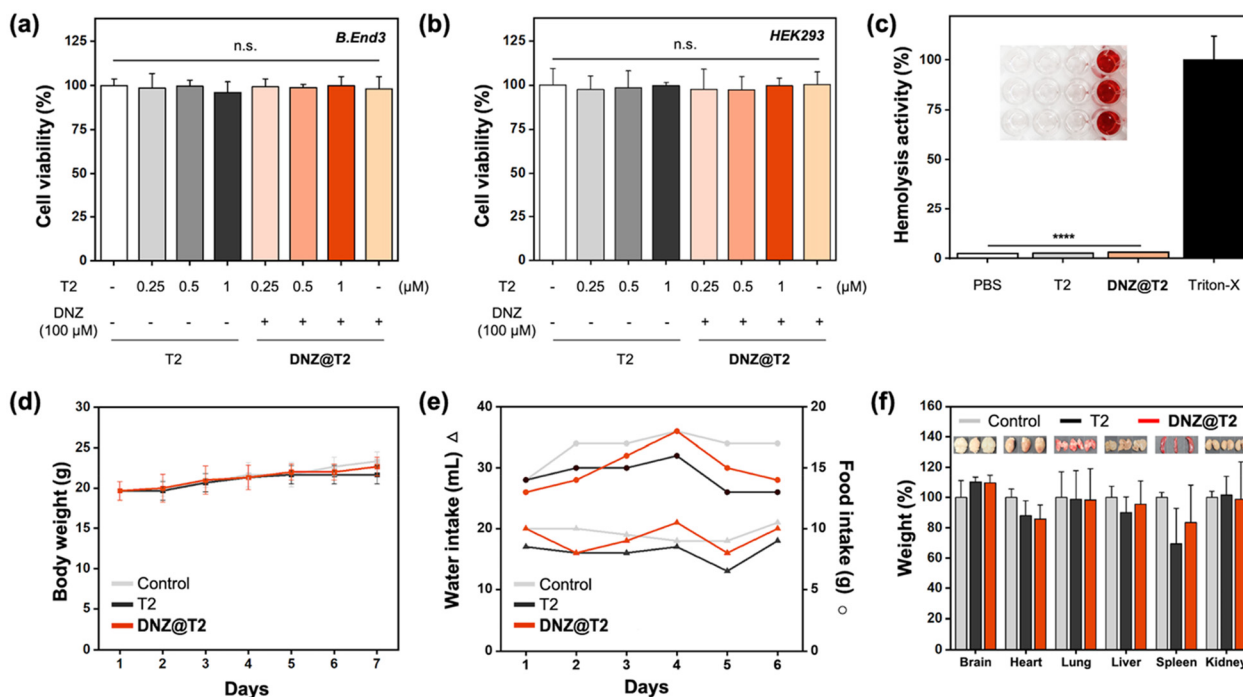 (a)
B.End3
n.s.
Cell viability (%)
125
100
75
50
25
0
T2 - 0.25 0.5 1 0.25 0.5 1 - (μM)
DNZ
(100 μM) - - - - + + + +
T2 DNZ@T2
(b)
HEK293
n.s.
Cell viability (%)
125
100
75
50
25
0
T2 - 0.25 0.5 1 0.25 0.5 1 - (μM)
DNZ
(100 μM) - - - - + + + +
T2 DNZ@T2
(c)
Hemolysis activity (%)
100
50
25
0
****
PBS T2 DNZ@T2 Triton-X
(d)
Body weight (g)
30
25
20
15
10
5
0
Control
T2
DNZ@T2
1 2 3 4 5 6 7
Days
(e)
Water intake (mL) △
40
30
20
10
0
Control
T2
DNZ@T2
20
15
10
5
0
Food intake (g) ○
1 2 3 4 5 6
Days
(f)
Weight (%)
160
140
120
100
80
60
40
20
0
Control T2 DNZ@T2
Brain Heart Lung Liver Spleen Kidney